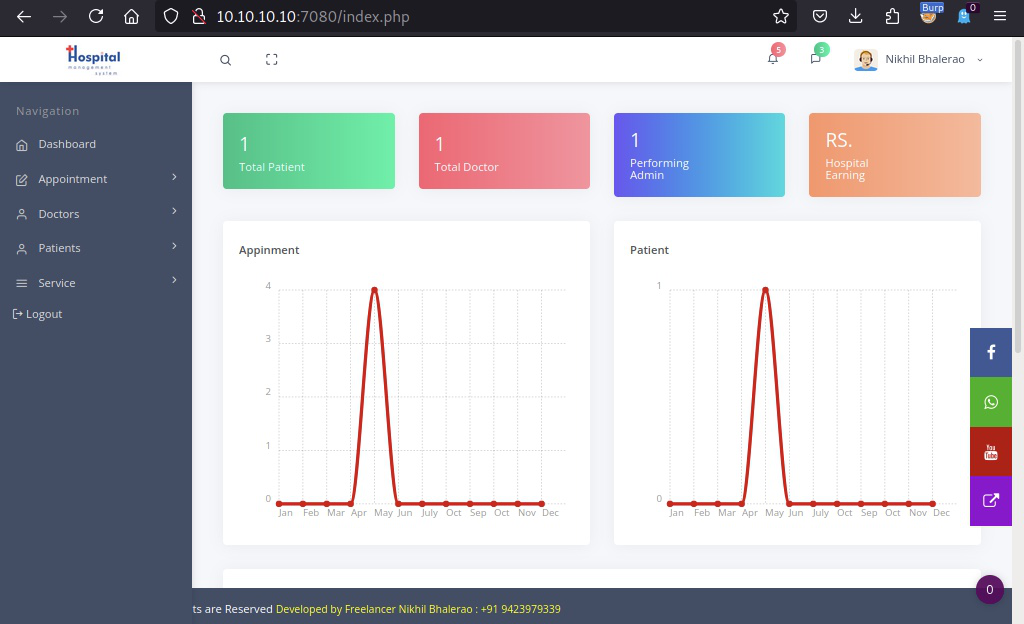 Burp
0
10.10.10.10:7080/index.php
Hospital
management
system
5
3
Nikhil Bhalerao
Navigation
Dashboard
Appointment
Doctors
Patients
Service
Logout
1
Total Patient
1
Total Doctor
1
Performing
Admin
RS.
Hospital
Earning
Appinment
4
3
2
1
0
Jan Feb Mar Apr May Jun July Oct Sep Oct Nov Dec
Patient
1
0
Jan Feb Mar Apr May Jun July Oct Sep Oct Nov Dec
You
Tube
0
ts are Reserved Developed by Freelancer Nikhil Bhalerao : +91 9423979339